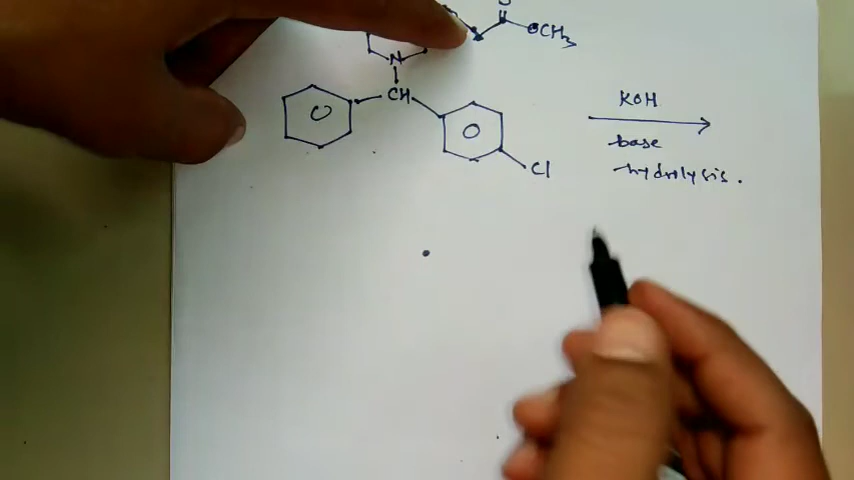 OCH3
N
CH
KOH
base
Cl
hydrolysis.